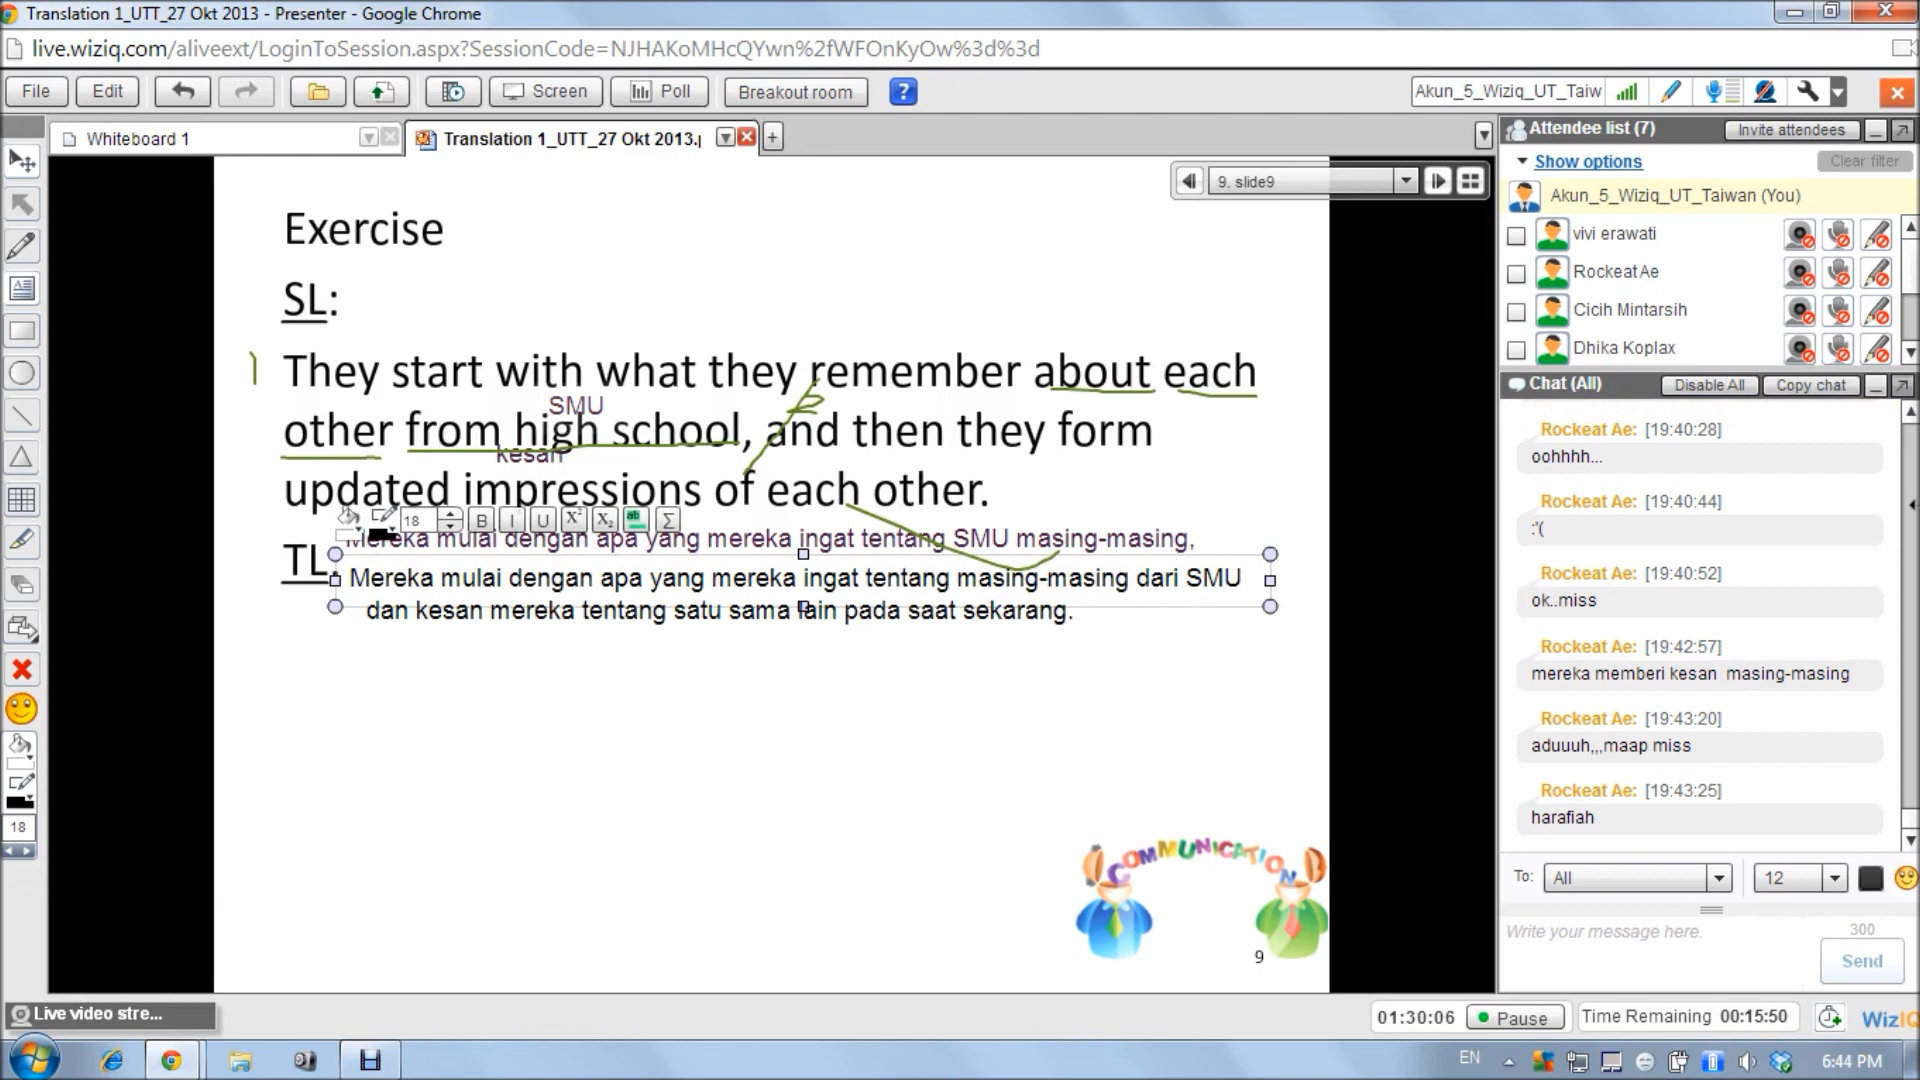 Translation 1_UTT_27 Okt 2013 - Presenter - Google Chrome
live.wiziq.com/aliveext/LoginToSession.aspx?SessionCode=NJHAKoMHcQYwn%2fWFOnKyOw%3d%3d
File Edit Screen Poll Breakout room ? Akun_5_Wiziq_UT_Taiw
Whiteboard 1 Translation 1_UTT_27 Okt 2013.p
9. slide9
Exercise
SL:
They start with what they remember about each
SMU
other from high school, and then they form
kesan
updated impressions of each other.
18 B I U X² X₂ ab Σ
Mereka mulai dengan apa yang mereka ingat tentang SMU masing-masing,
TL
Mereka mulai dengan apa yang mereka ingat tentang masing-masing dari SMU
dan kesan mereka tentang satu sama lain pada saat sekarang.
COMMUNICATION
9
18
Attendee list (7) Invite attendees
Show options Clear filter
Akun_5_Wiziq_UT_Taiwan (You)
vivi erawati
Rockeat Ae
Cicih Mintarsih
Dhika Koplax
Chat (All) Disable All Copy chat
Rockeat Ae: [19:40:28]
oohhhh...
Rockeat Ae: [19:40:44]
:'(
Rockeat Ae: [19:40:52]
ok..miss
Rockeat Ae: [19:42:57]
mereka memberi kesan masing-masing
Rockeat Ae: [19:43:20]
aduuuh,,,maap miss
Rockeat Ae: [19:43:25]
harafiah
To: All 12
Write your message here. 300
Send
Live video stre... 01:30:06 Pause Time Remaining 00:15:50 WizIQ
EN 6:44 PM